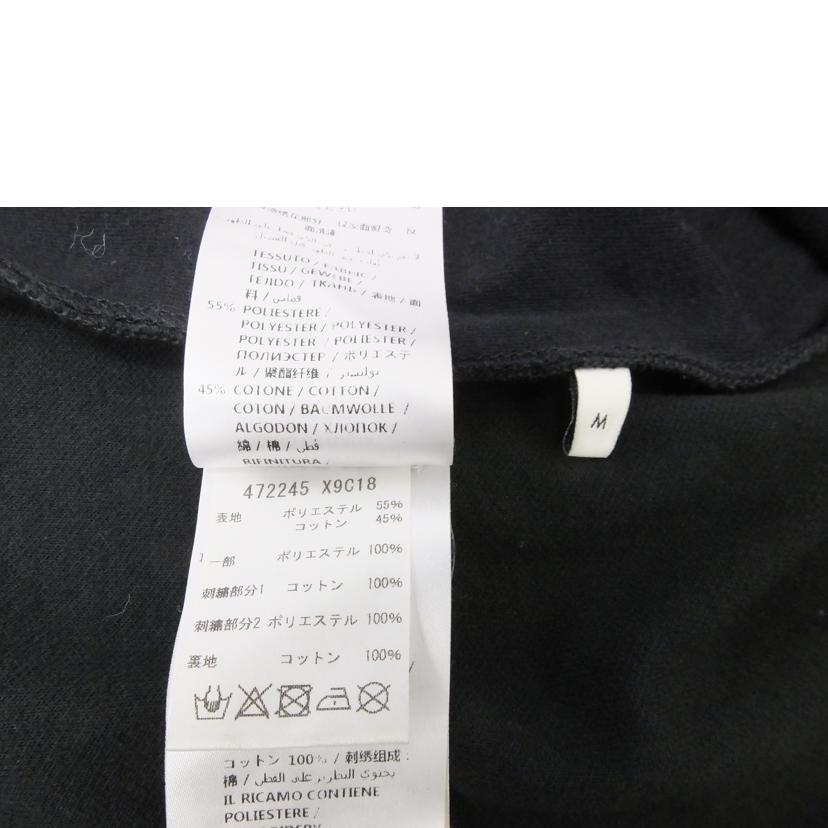 TESSUTO / FABRIC /
TISSU / GEWEBE /
TEJIDO / ТКАНЬ / 表地 / 面
料 / قماش /
55% POLIESTERE /
POLYESTER / POLYESTER /
POLYESTER / POLIÉSTER /
ПОЛИЭСТЕР / ポリエステ
ル / 聚酯纤维 / بوليستر /
45% COTONE / COTTON /
COTON / BAUMWOLLE /
ALGODON / ХЛОПОК /
綿 / 棉 / قطن /
RIFINITURA /
M
472245 X9C18
表地 ポリエステル 55%
コットン 45%
一部 ポリエステル 100%
刺繍部分1 コットン 100%
刺繍部分2 ポリエステル 100%
裏地 コットン 100%
コットン 100% / 刺绣组成:
棉 / يحتوي التطريز على القطن /
IL RICAMO CONTIENE
POLIESTERE /